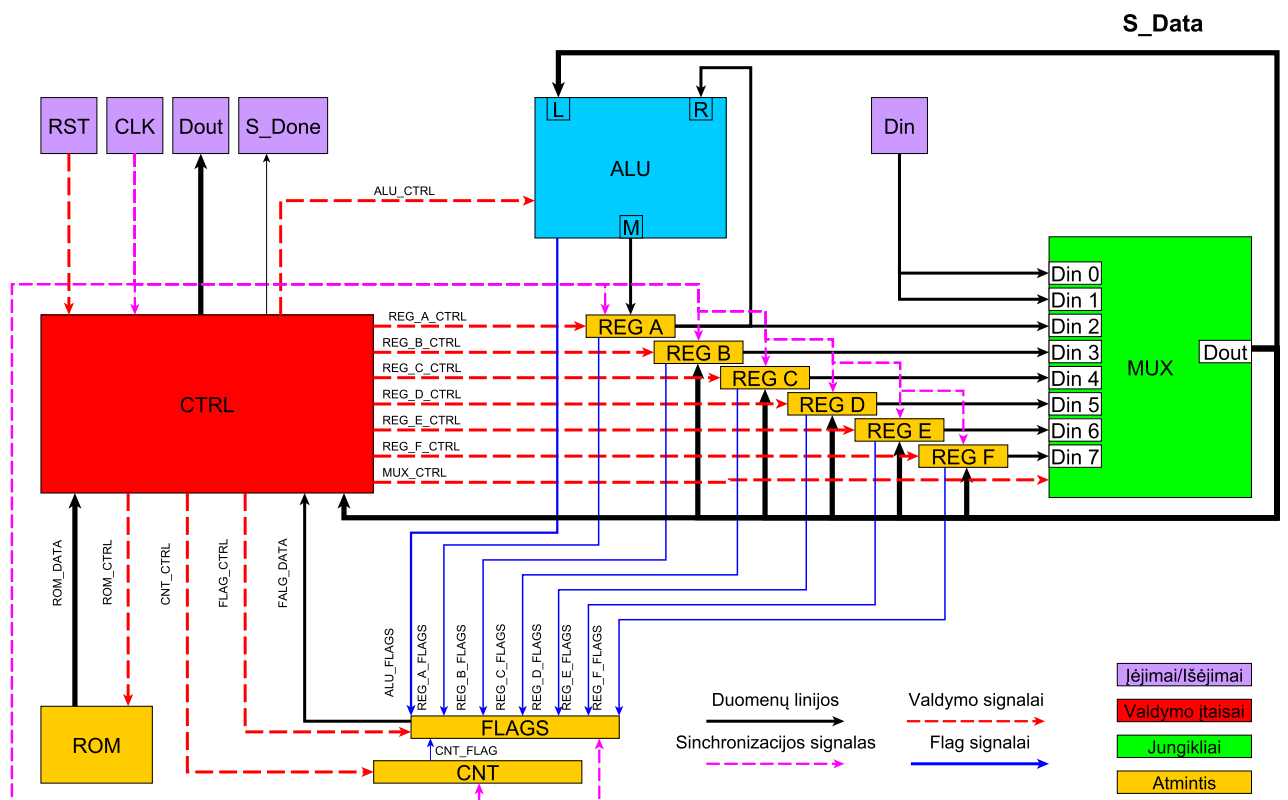 S_Data
RST
CLK
Dout
S_Done
L
R
ALU
M
Din
ALU_CTRL
Din 0
Din 1
Din 2
Din 3
Din 4
Din 5
Din 6
Din 7
Dout
MUX
CTRL
REG_A_CTRL
REG_B_CTRL
REG_C_CTRL
REG_D_CTRL
REG_E_CTRL
REG_F_CTRL
MUX_CTRL
REG A
REG B
REG C
REG D
REG E
REG F
ROM_DATA
ROM_CTRL
CNT_CTRL
FLAG_CTRL
FALG_DATA
ALU_FLAGS
REG_A_FLAGS
REG_B_FLAGS
REG_C_FLAGS
REG_D_FLAGS
REG_E_FLAGS
REG_F_FLAGS
ROM
FLAGS
CNT_FLAG
CNT
Duomenų linijos
Valdymo signalai
Sinchronizacijos signalas
Flag signalai
Įėjimai/Išėjimai
Valdymo įtaisai
Jungikliai
Atmintis